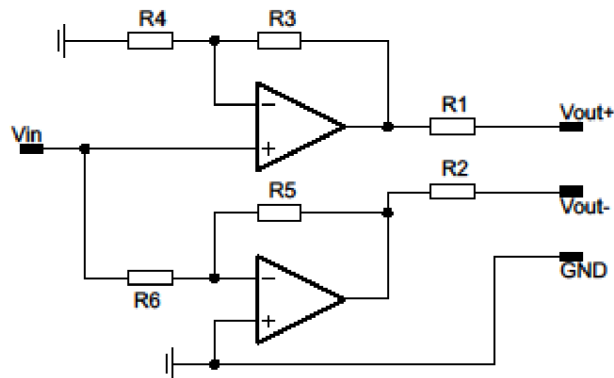 R4 R3
R1 Vout+
Vin
−
+
R2
R5 Vout-
−
GND
R6
+